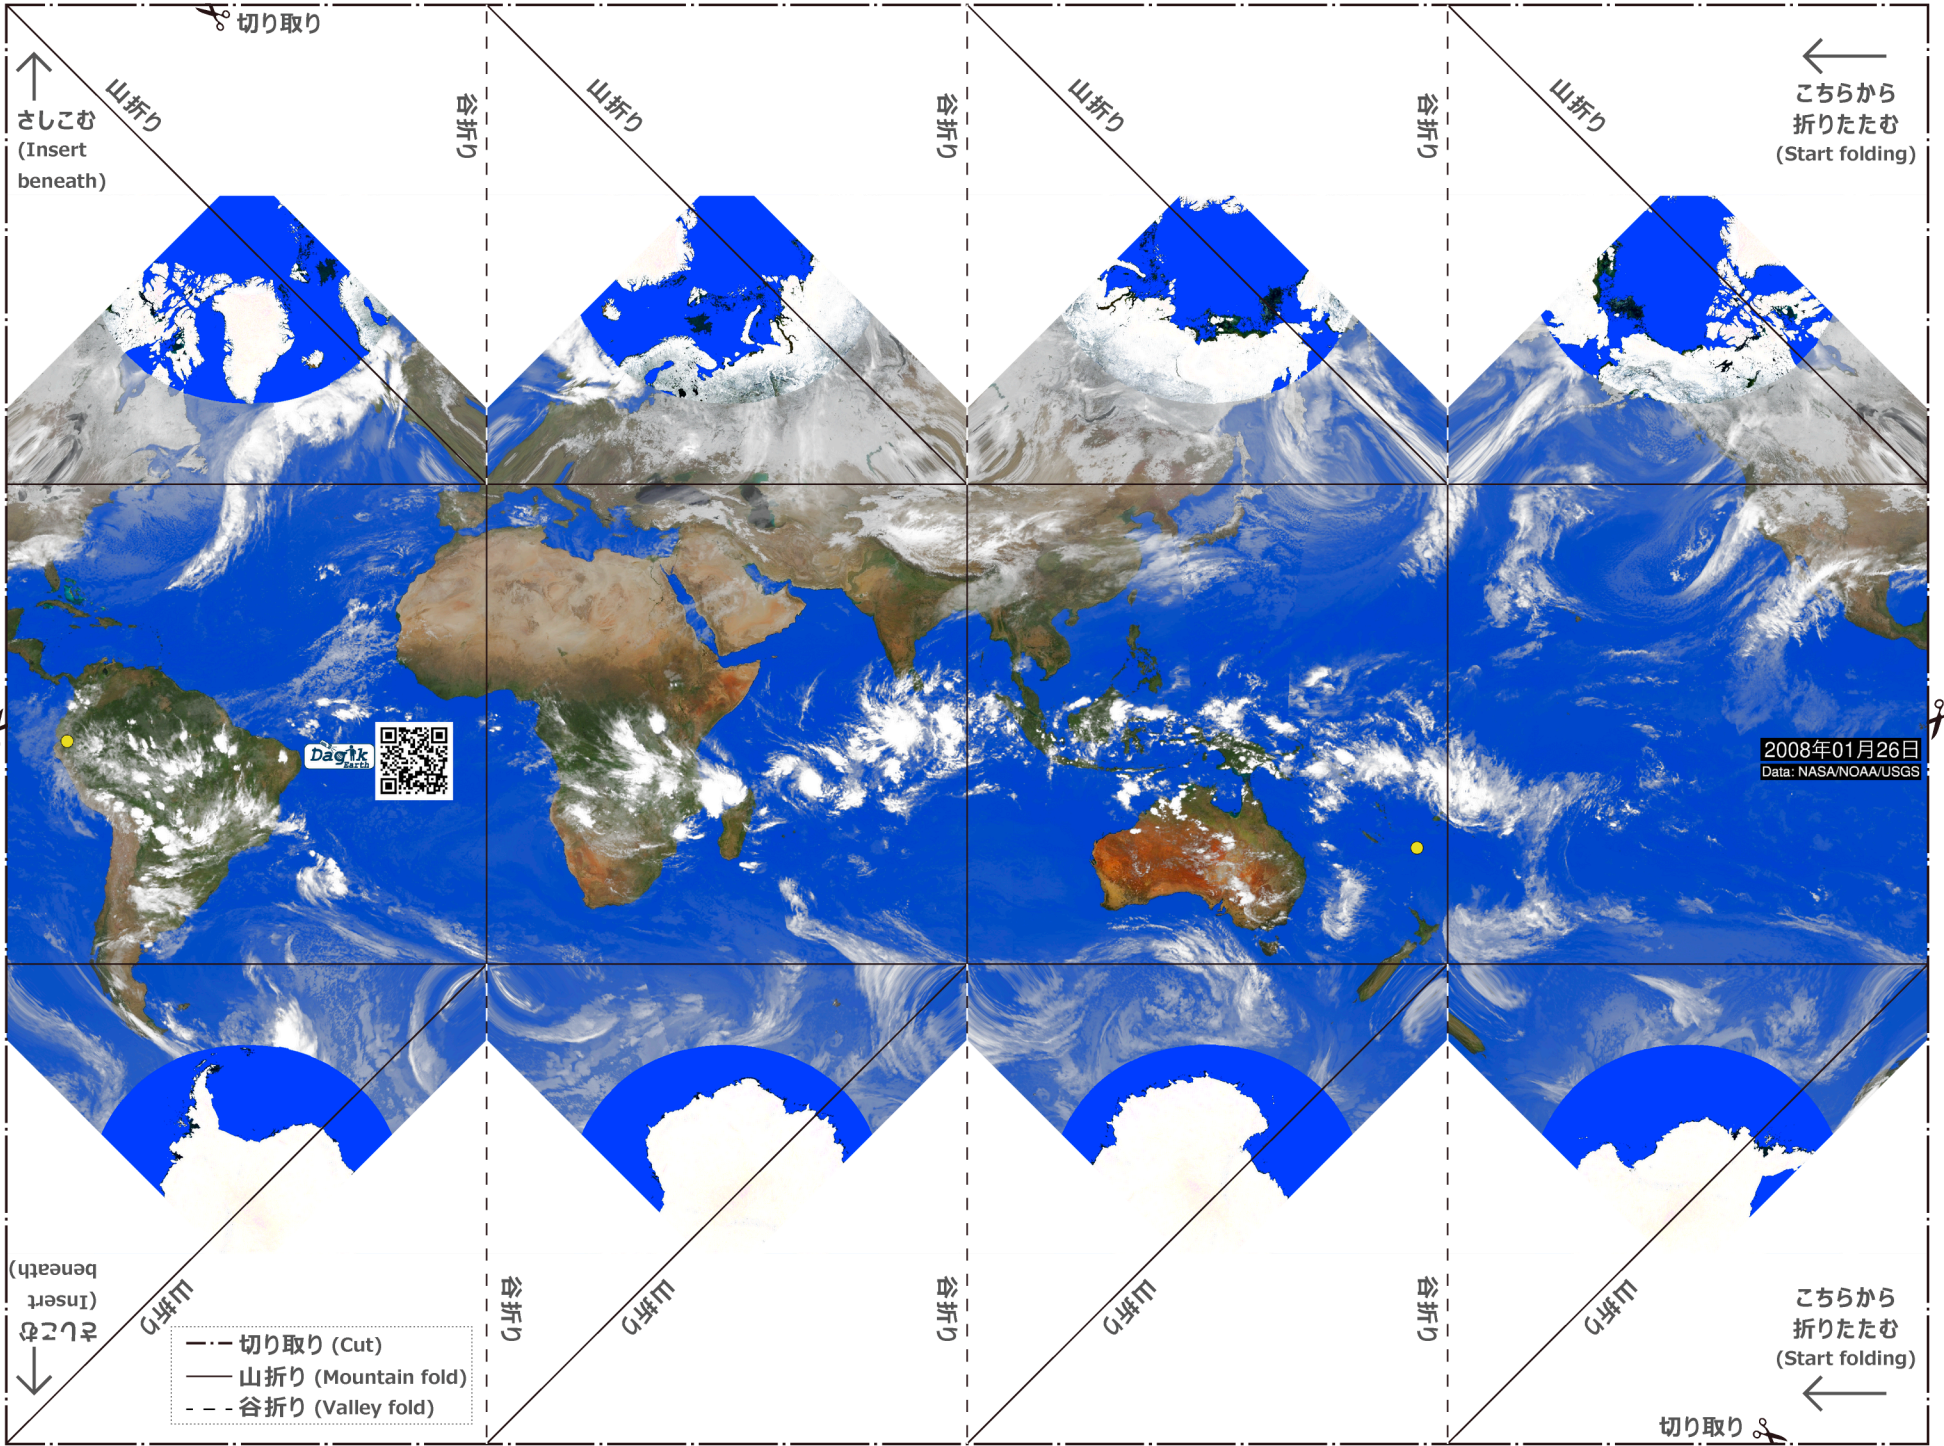 切り取り
山折り
谷折り
山折り
谷折り
山折り
谷折り
山折り
さしこむ
(Insert
beneath)
こちらから
折りたたむ
(Start folding)
Dagik
Earth
2008年01月26日
Data: NASA/NOAA/USGS
さしこむ
(Insert
beneath)
山折り
谷折り
山折り
谷折り
山折り
谷折り
山折り
こちらから
折りたたむ
(Start folding)
切り取り (Cut)
山折り (Mountain fold)
谷折り (Valley fold)
切り取り